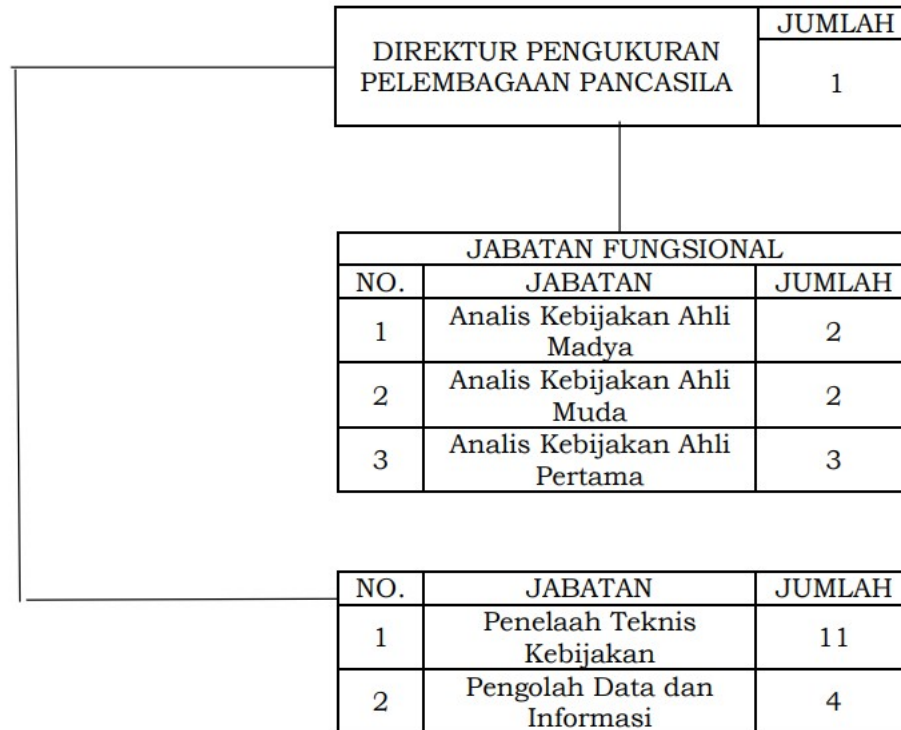 DIREKTUR PENGUKURAN
PELEMBAGAAN PANCASILA
JUMLAH
1
JABATAN FUNGSIONAL
NO. JABATAN JUMLAH
1 Analis Kebijakan Ahli
Madya 2
2 Analis Kebijakan Ahli
Muda 2
3 Analis Kebijakan Ahli
Pertama 3
NO. JABATAN JUMLAH
1 Penelaah Teknis
Kebijakan 11
2 Pengolah Data dan
Informasi 4